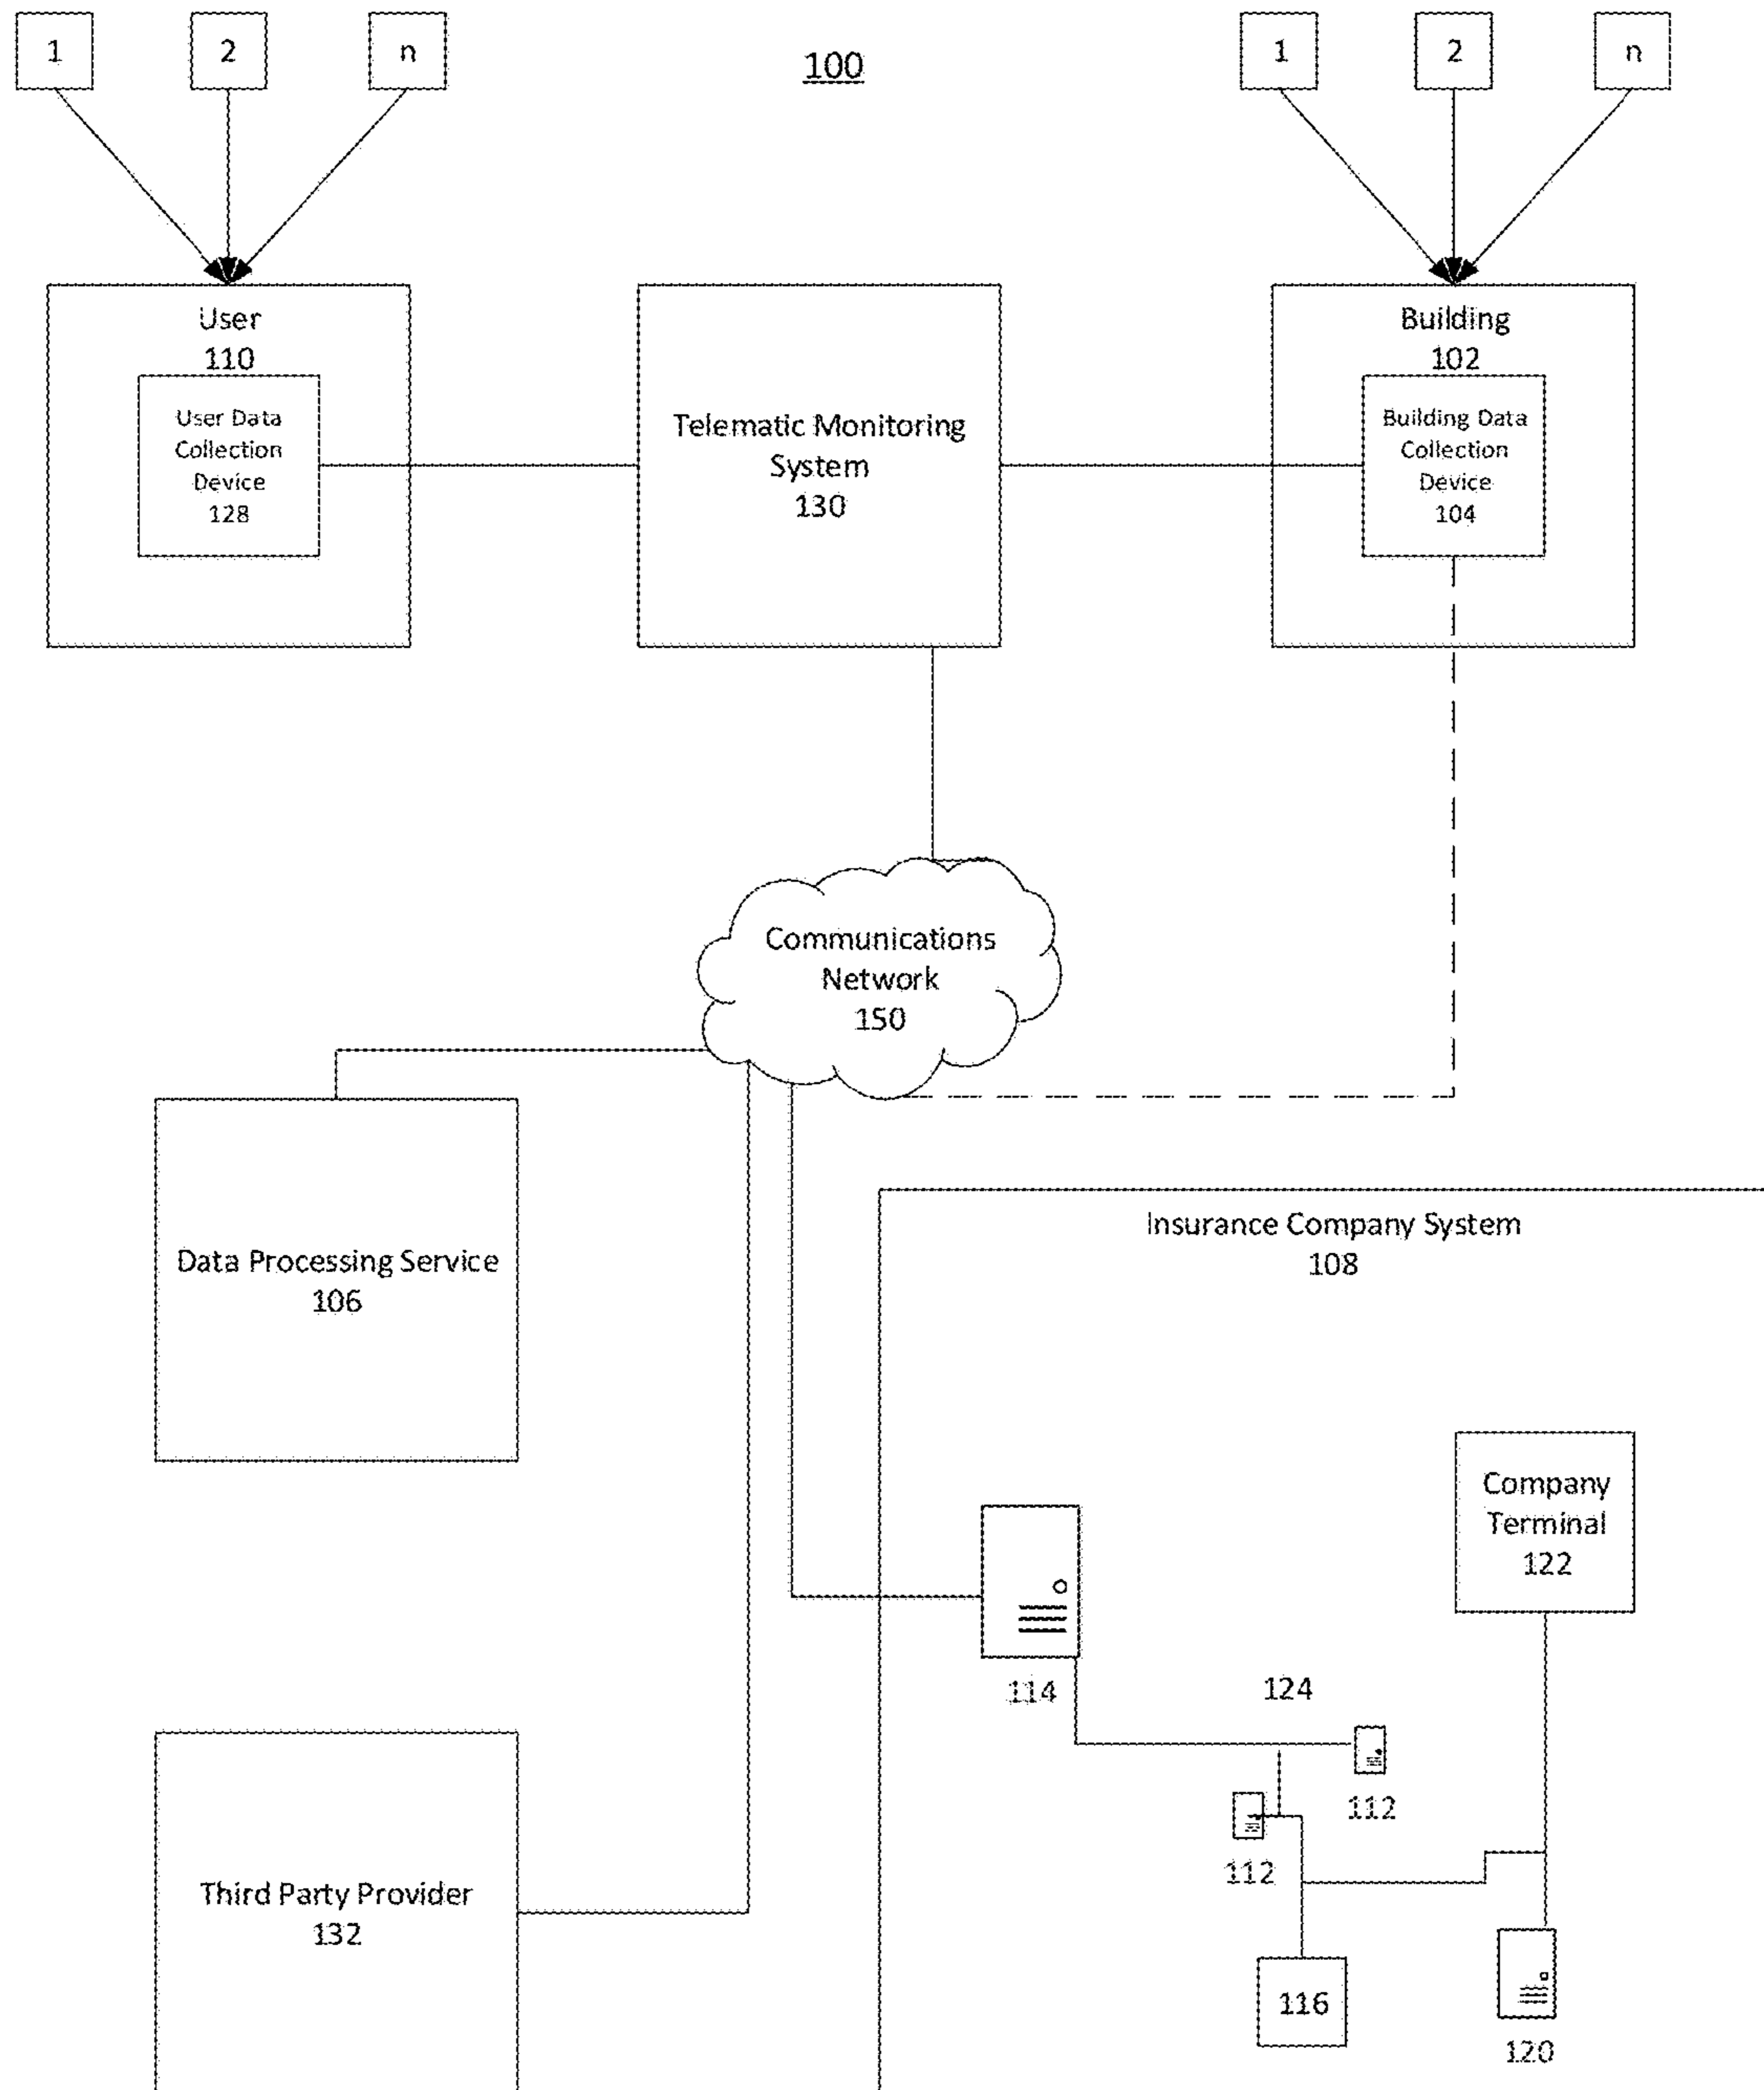 1
2
n
100
1
2
n
User
110
User Data
Collection
Device
128
Telematic Monitoring
System
130
Building
102
Building Data
Collection
Device
104
Communications
Network
150
Data Processing Service
106
Insurance Company System
108
Company
Terminal
122
114
124
112
112
Third Party Provider
132
116
120